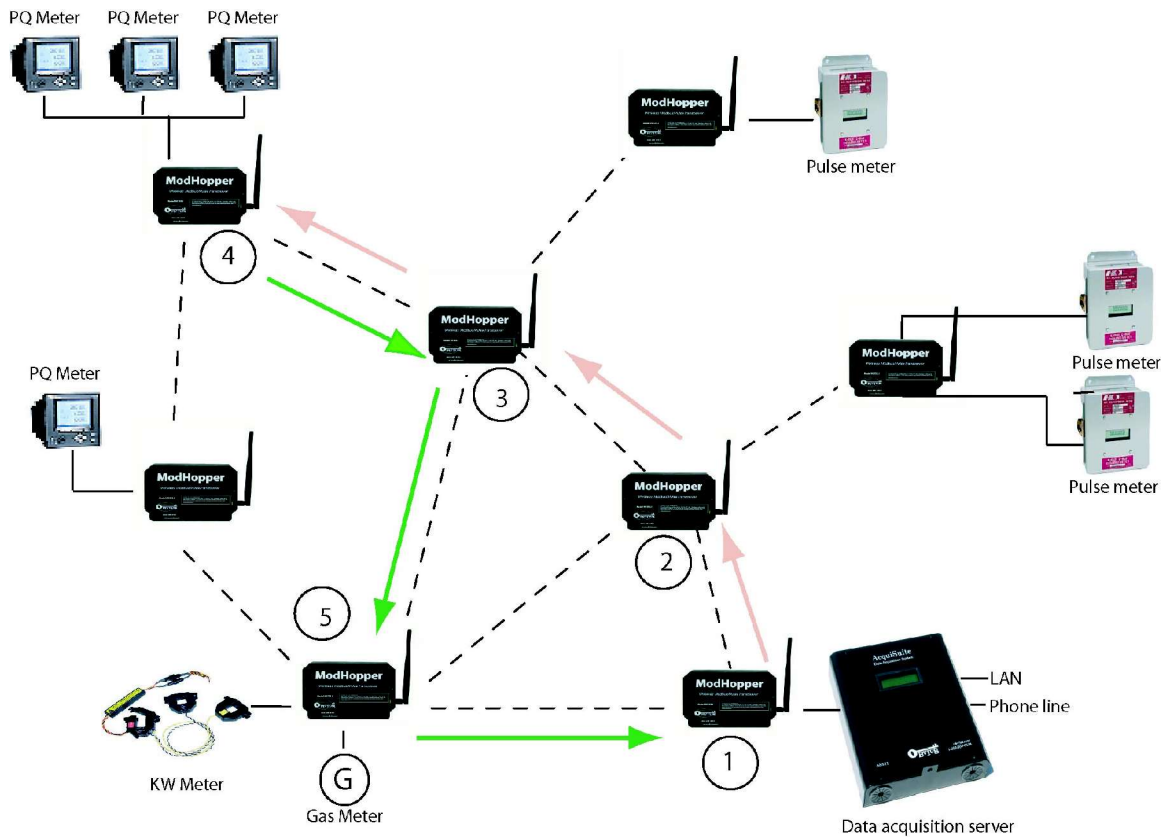 PQ Meter
PQ Meter
PQ Meter
ModHopper
Pulse meter
ModHopper
4
ModHopper
3
ModHopper
Pulse meter
Pulse meter
PQ Meter
ModHopper
ModHopper
2
5
ModHopper
ModHopper
1
AcquiSuite
LAN
Phone line
KW Meter
G
Gas Meter
Data acquisition server